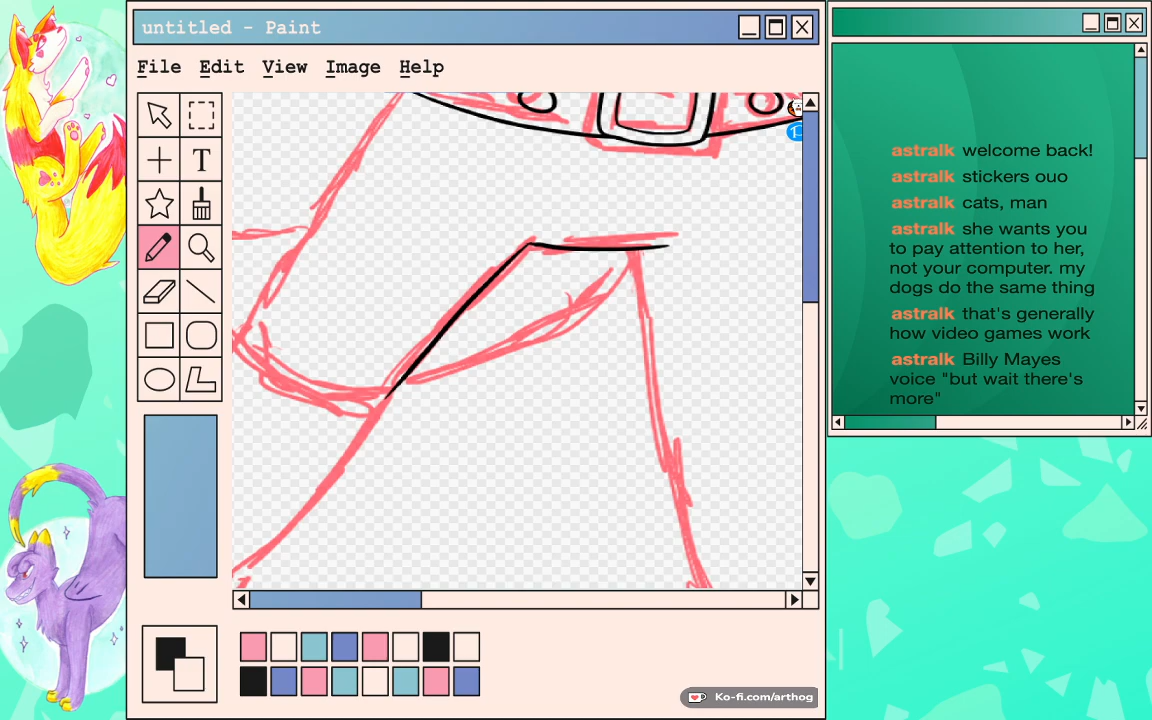 untitled - Paint
File Edit View Image Help
T
astralk welcome back!
astralk stickers ouo
astralk cats, man
astralk she wants you
to pay attention to her,
not your computer. my
dogs do the same thing
astralk that's generally
how video games work
astralk Billy Mayes
voice "but wait there's
more"
Ko-fi.com/arthog